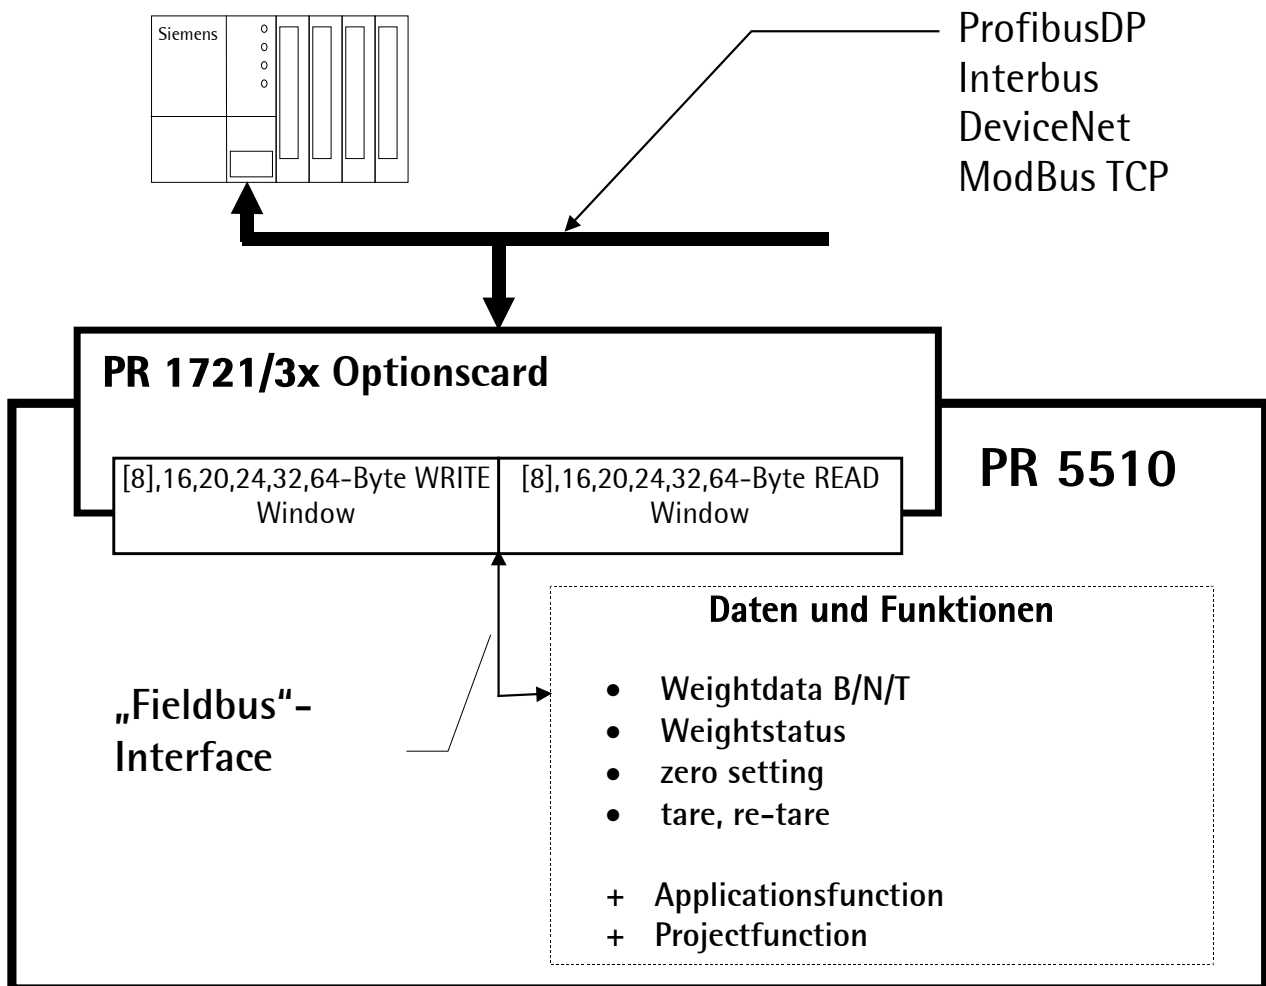 Siemens
ProfibusDP
Interbus
DeviceNet
ModBus TCP
PR 1721/3x Optionscard
PR 5510
[8],16,20,24,32,64-Byte WRITE
Window
[8],16,20,24,32,64-Byte READ
Window
„Fieldbus“-
Interface
Daten und Funktionen
• Weightdata B/N/T
• Weightstatus
• zero setting
• tare, re-tare
+ Applicationsfunction
+ Projectfunction